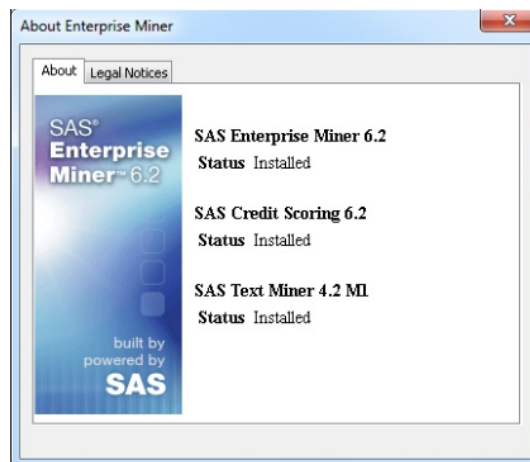 About Enterprise Miner
About Legal Notices
SAS®
Enterprise
Miner™ 6.2
built by
powered by
SAS
SAS Enterprise Miner 6.2
Status Installed
SAS Credit Scoring 6.2
Status Installed
SAS Text Miner 4.2 M1
Status Installed